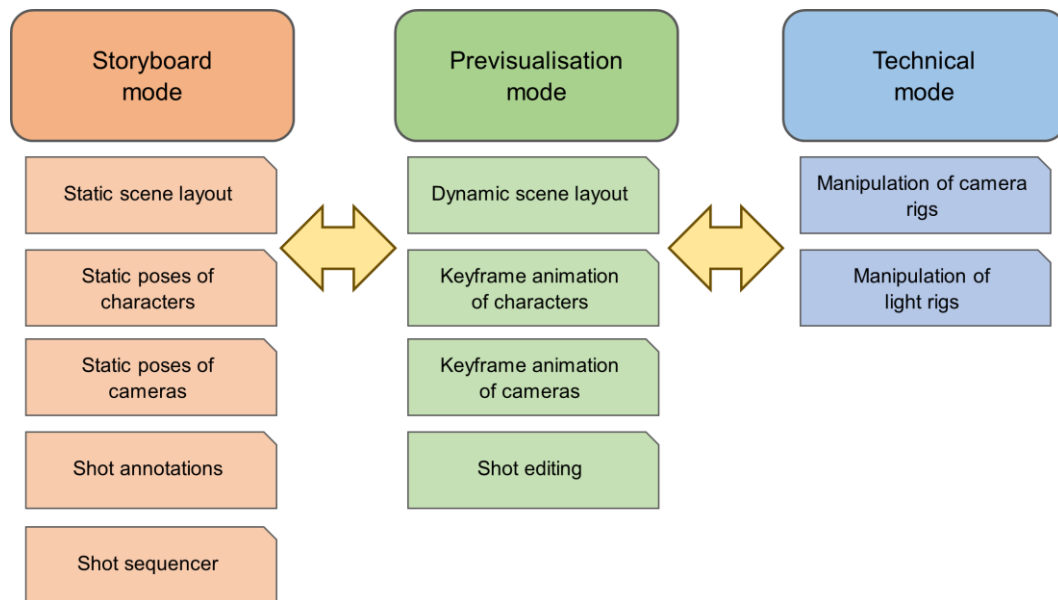 Storyboard
mode
Static scene layout
Static poses of
characters
Static poses of
cameras
Shot annotations
Shot sequencer
Previsualisation
mode
Dynamic scene layout
Keyframe animation
of characters
Keyframe animation
of cameras
Shot editing
Technical
mode
Manipulation of camera
rigs
Manipulation of
light rigs